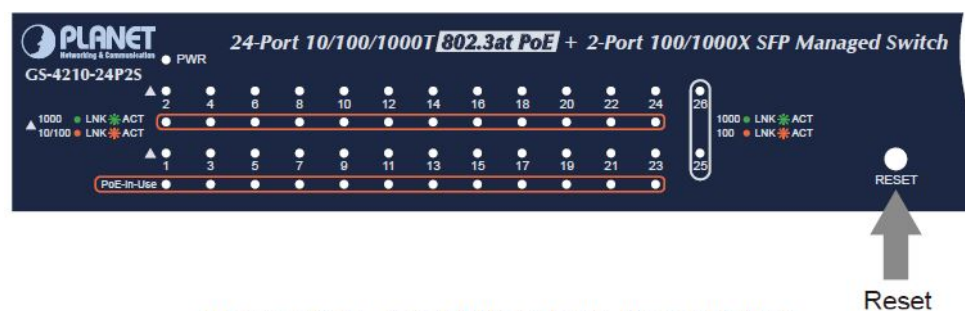 PLANET
Networking & Communication
24-Port 10/100/1000T 802.3at PoE + 2-Port 100/1000X SFP Managed Switch
PWR
GS-4210-24P2S
2 4 6 8 10 12 14 16 18 20 22 24 26
1000 LNK ACT
10/100 LNK ACT
1000 LNK ACT
100 LNK ACT
1 3 5 7 9 11 13 15 17 19 21 23 25
PoE-In-Use
RESET
Reset